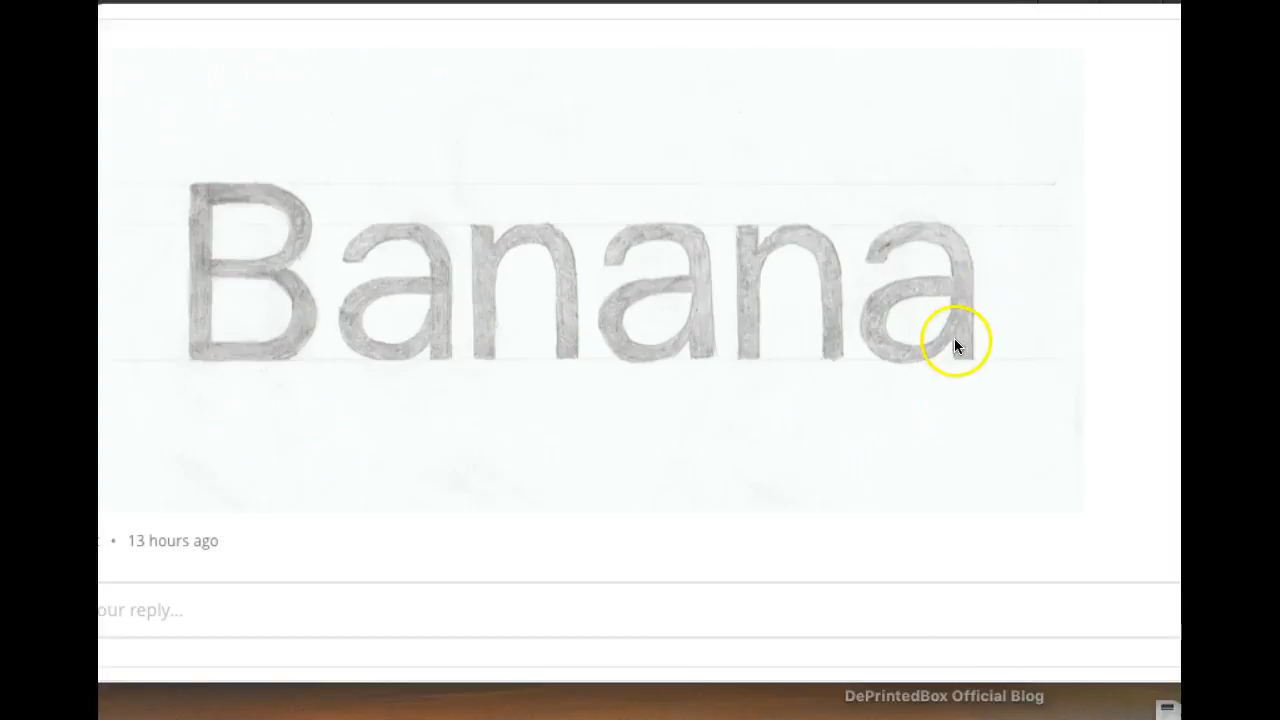 Banana
• 13 hours ago
our reply...
DePrintedBox Official Blog